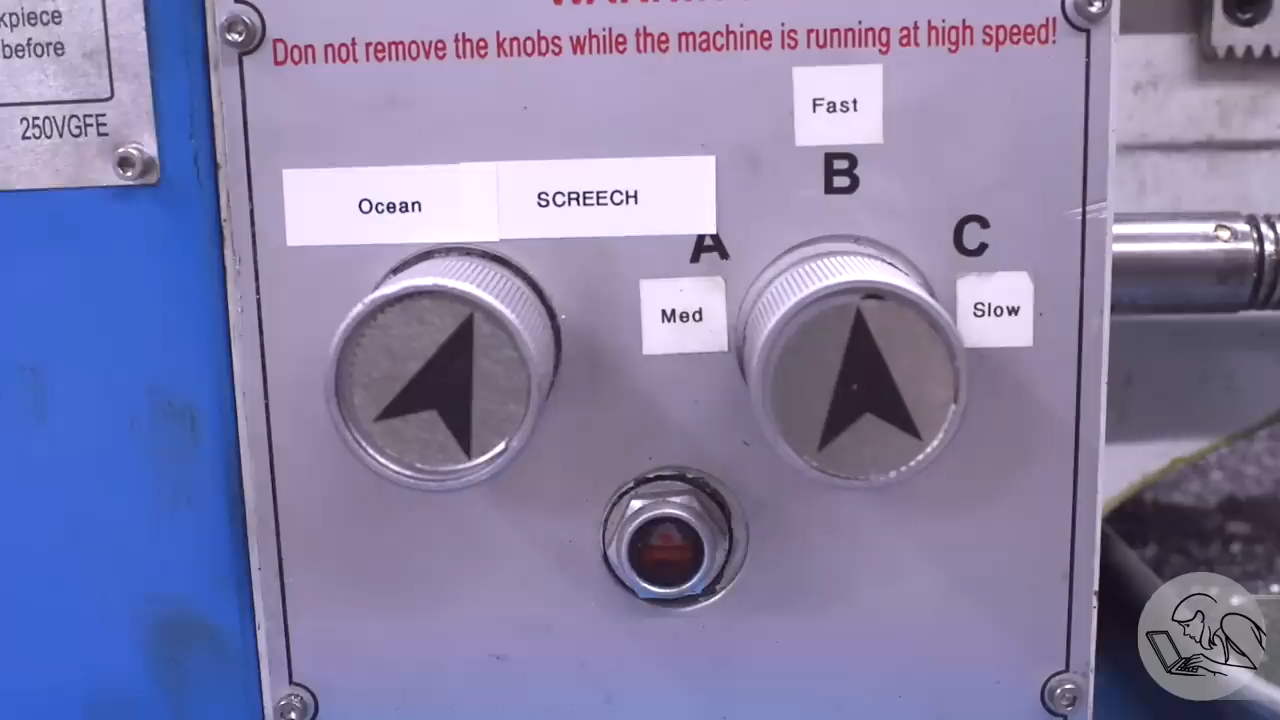 kpiece
before
250VGFE
Don not remove the knobs while the machine is running at high speed!
Fast
B
Ocean
SCREECH
A
C
Med
Slow